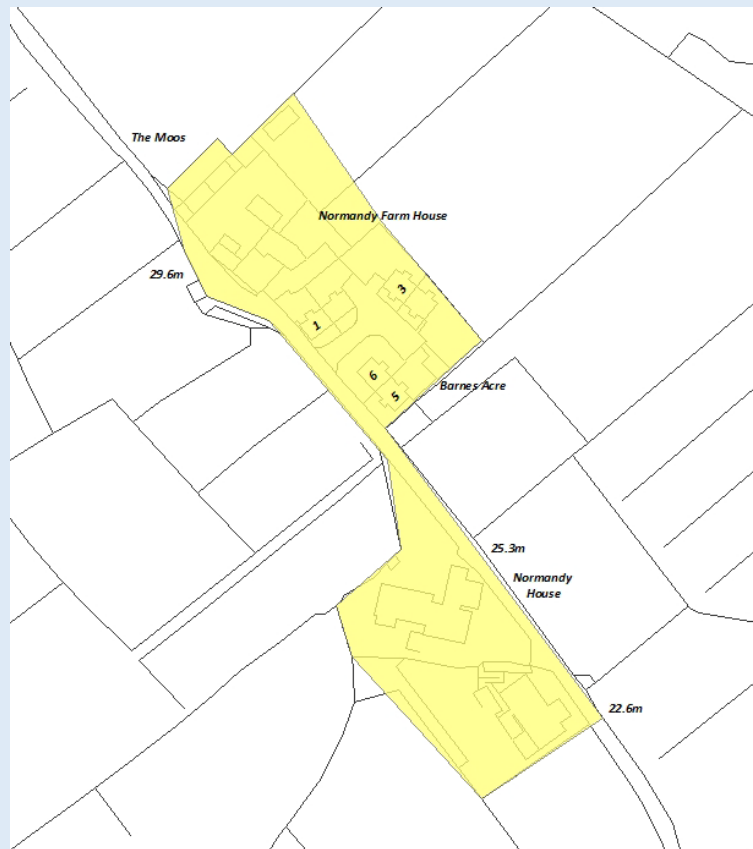 The Moos
Normandy Farm House
29.6m
3
1
6
5
Barnes Acre
25.3m
Normandy
House
22.6m